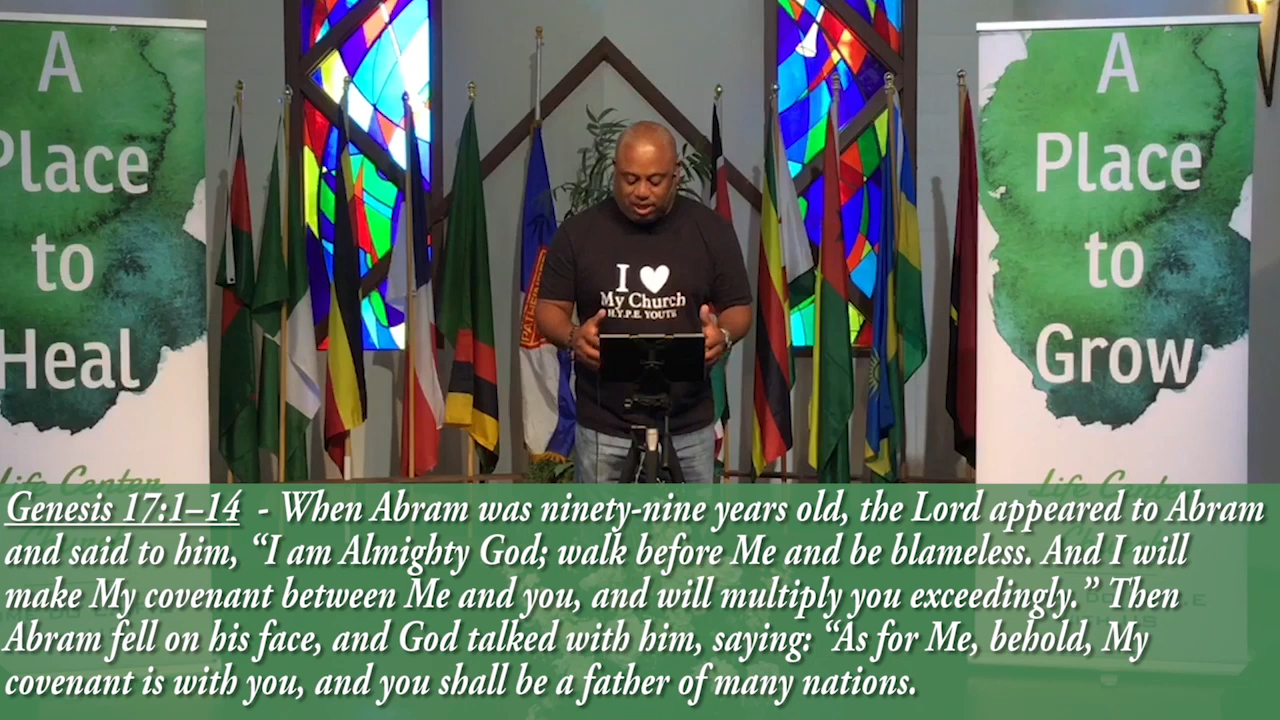 A
Place
to
Heal
Life Center
A
Place
to
Grow
Life Center
I ♥
My Church
H.Y.P.E. YOUTH
Genesis 17:1–14 - When Abram was ninety-nine years old, the Lord appeared to Abram
and said to him, “I am Almighty God; walk before Me and be blameless. And I will
make My covenant between Me and you, and will multiply you exceedingly.” Then
Abram fell on his face, and God talked with him, saying: “As for Me, behold, My
covenant is with you, and you shall be a father of many nations.